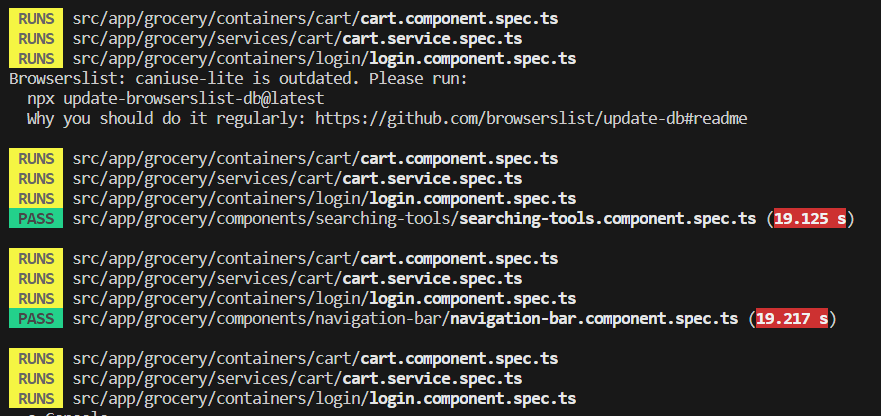 RUNS src/app/grocery/containers/cart/cart.component.spec.ts
RUNS src/app/grocery/services/cart/cart.service.spec.ts
RUNS src/app/grocery/containers/login/login.component.spec.ts
Browserslist: caniuse-lite is outdated. Please run:
npx update-browserslist-db@latest
Why you should do it regularly: https://github.com/browserslist/update-db#readme
RUNS src/app/grocery/containers/cart/cart.component.spec.ts
RUNS src/app/grocery/services/cart/cart.service.spec.ts
RUNS src/app/grocery/containers/login/login.component.spec.ts
PASS src/app/grocery/components/searching-tools/searching-tools.component.spec.ts (19.125 s)
RUNS src/app/grocery/containers/cart/cart.component.spec.ts
RUNS src/app/grocery/services/cart/cart.service.spec.ts
RUNS src/app/grocery/containers/login/login.component.spec.ts
PASS src/app/grocery/components/navigation-bar/navigation-bar.component.spec.ts (19.217 s)
RUNS src/app/grocery/containers/cart/cart.component.spec.ts
RUNS src/app/grocery/services/cart/cart.service.spec.ts
RUNS src/app/grocery/containers/login/login.component.spec.ts